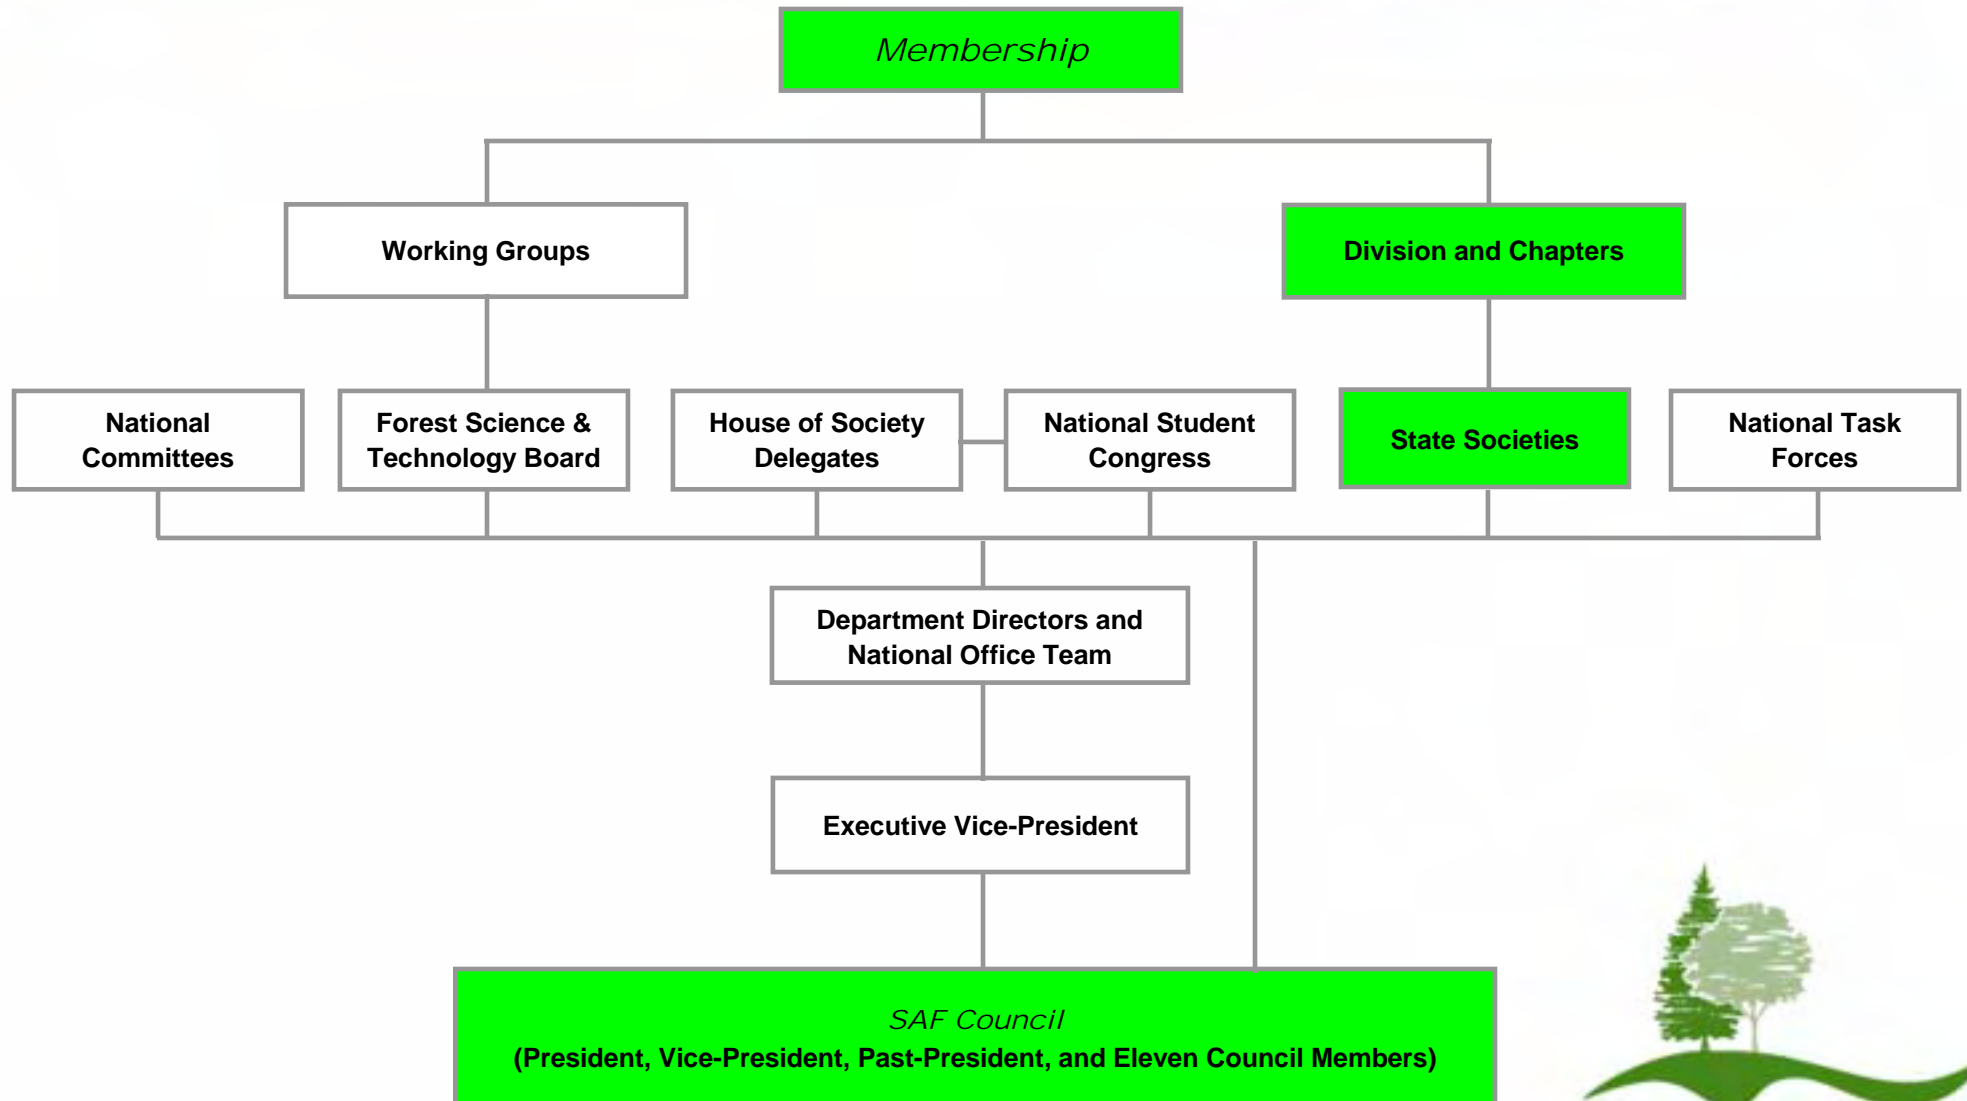 Membership
Working Groups
Division and Chapters
National
Committees
Forest Science &
Technology Board
House of Society
Delegates
National Student
Congress
State Societies
National Task
Forces
Department Directors and
National Office Team
Executive Vice-President
SAF Council
(President, Vice-President, Past-President, and Eleven Council Members)